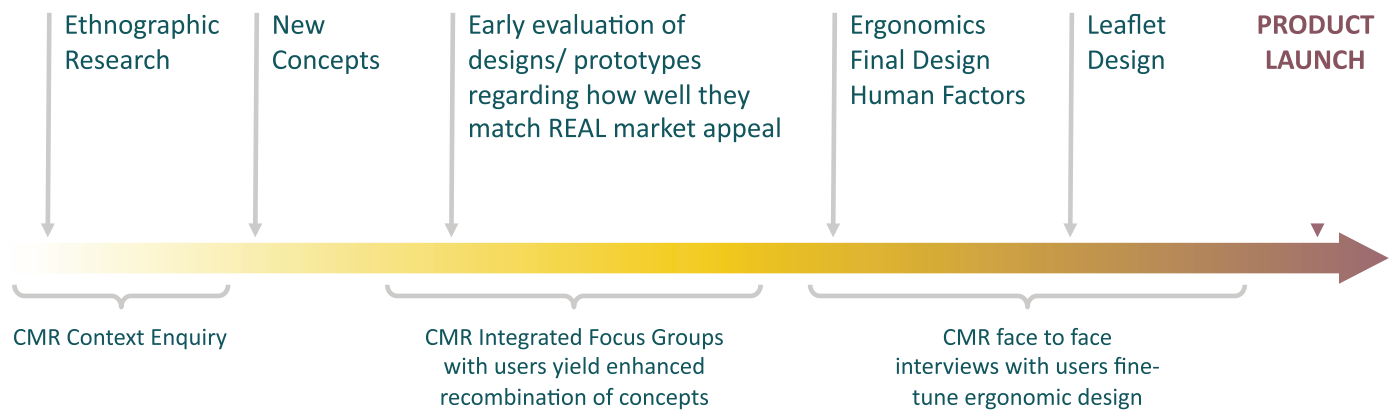 Ethnographic
Research
New
Concepts
Early evaluation of
designs/ prototypes
regarding how well they
match REAL market appeal
Ergonomics
Final Design
Human Factors
Leaflet
Design
PRODUCT
LAUNCH
CMR Context Enquiry
CMR Integrated Focus Groups
with users yield enhanced
recombination of concepts
CMR face to face
interviews with users fine-
tune ergonomic design